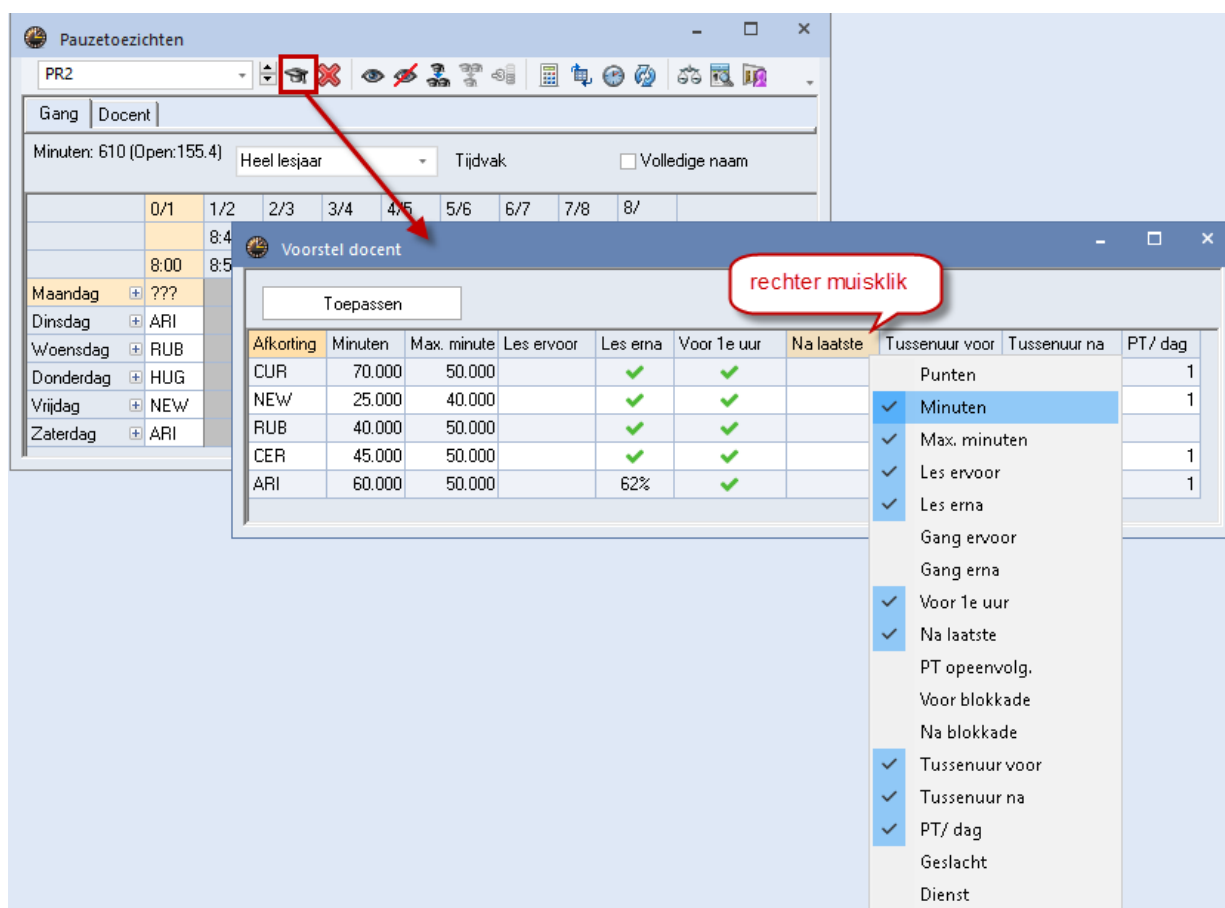 Pauzetoezichten
PR2
Gang Docent
Minuten: 610 (Open:155.4) Heel lesjaar Tijdvak Volledige naam
0/1 1/2 2/3 3/4 4/5 5/6 6/7 7/8 8/
8:4
8:00 8:5
Maandag ???
Dinsdag ARI
Woensdag RUB
Donderdag HUG
Vrijdag NEW
Zaterdag ARI
Voorstel docent
rechter muisklik
Toepassen
Afkorting Minuten Max. minute Les ervoor Les erna Voor 1e uur Na laatste Tussenuur voor Tussenuur na PT/ dag
CUR 70.000 50.000 1
NEW 25.000 40.000 1
RUB 40.000 50.000
CER 45.000 50.000 1
ARI 60.000 50.000 62% 1
Punten
Minuten
Max. minuten
Les ervoor
Les erna
Gang ervoor
Gang erna
Voor 1e uur
Na laatste
PT opeenvolg.
Voor blokkade
Na blokkade
Tussenuur voor
Tussenuur na
PT/ dag
Geslacht
Dienst